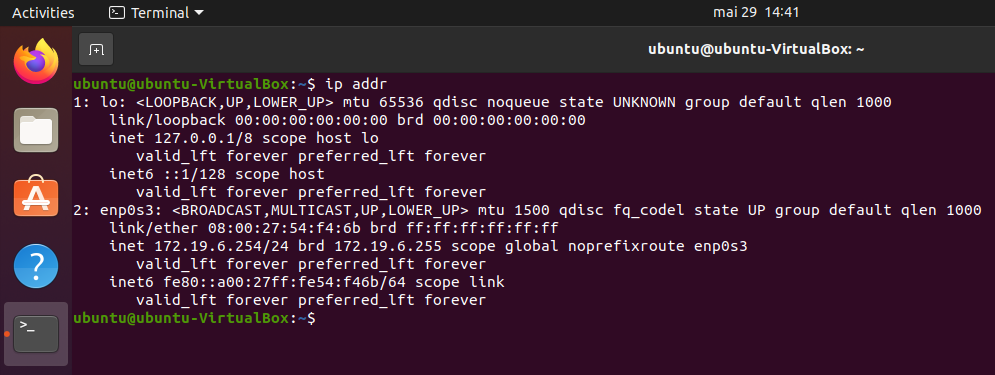 Activities Terminal mai 29 14:41
ubuntu@ubuntu-VirtualBox: ~
ubuntu@ubuntu-VirtualBox:~$ ip addr
1: lo: <LOOPBACK,UP,LOWER_UP> mtu 65536 qdisc noqueue state UNKNOWN group default qlen 1000
    link/loopback 00:00:00:00:00:00 brd 00:00:00:00:00:00
    inet 127.0.0.1/8 scope host lo
       valid_lft forever preferred_lft forever
    inet6 ::1/128 scope host
       valid_lft forever preferred_lft forever
2: enp0s3: <BROADCAST,MULTICAST,UP,LOWER_UP> mtu 1500 qdisc fq_codel state UP group default qlen 1000
    link/ether 08:00:27:54:f4:6b brd ff:ff:ff:ff:ff:ff
    inet 172.19.6.254/24 brd 172.19.6.255 scope global noprefixroute enp0s3
       valid_lft forever preferred_lft forever
    inet6 fe80::a00:27ff:fe54:f46b/64 scope link
       valid_lft forever preferred_lft forever
ubuntu@ubuntu-VirtualBox:~$